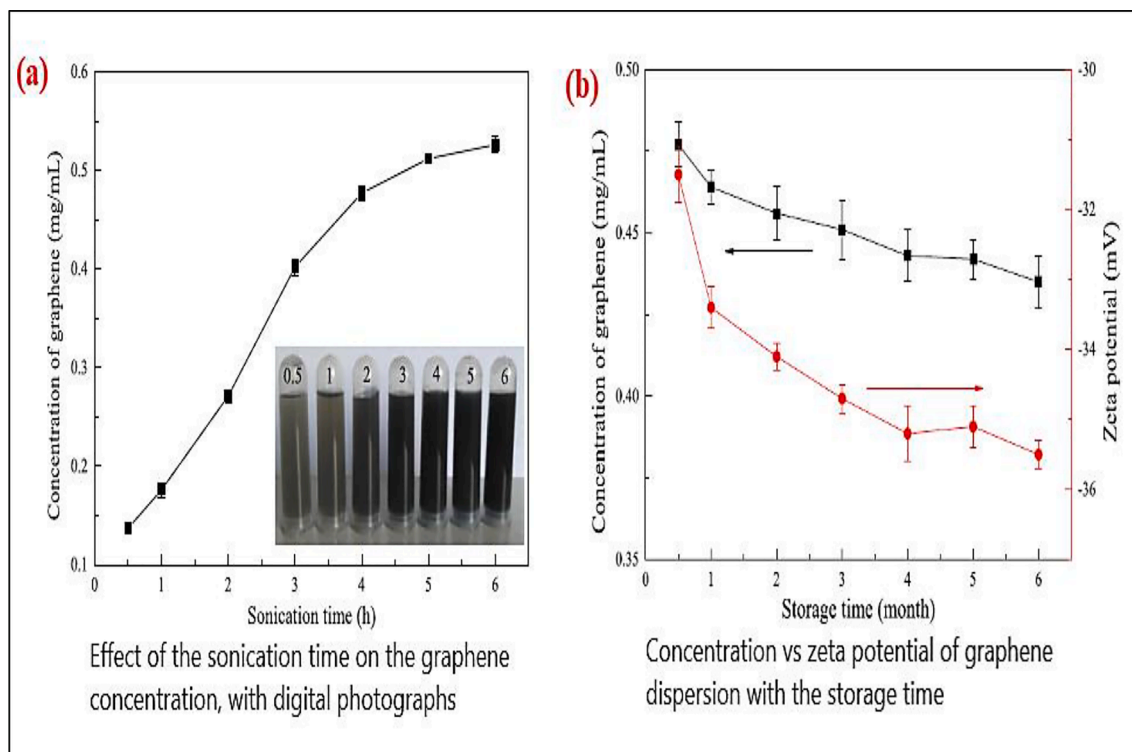 (a)
0.6
0.5
0.4
0.3
0.2
0.1
Concentration of graphene (mg/mL)
0.5 1 2 3 4 5 6
0 1 2 3 4 5 6
Sonication time (h)
Effect of the sonication time on the graphene
concentration, with digital photographs
(b)
0.50
0.45
0.40
0.35
Concentration of graphene (mg/mL)
-30
-32
-34
-36
Zeta potential (mV)
0 1 2 3 4 5 6
Storage time (month)
Concentration vs zeta potential of graphene
dispersion with the storage time